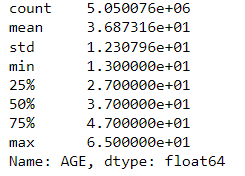 count    5.050076e+06
mean     3.687316e+01
std      1.230796e+01
min      1.300000e+01
25%      2.700000e+01
50%      3.700000e+01
75%      4.700000e+01
max      6.500000e+01
Name: AGE, dtype: float64